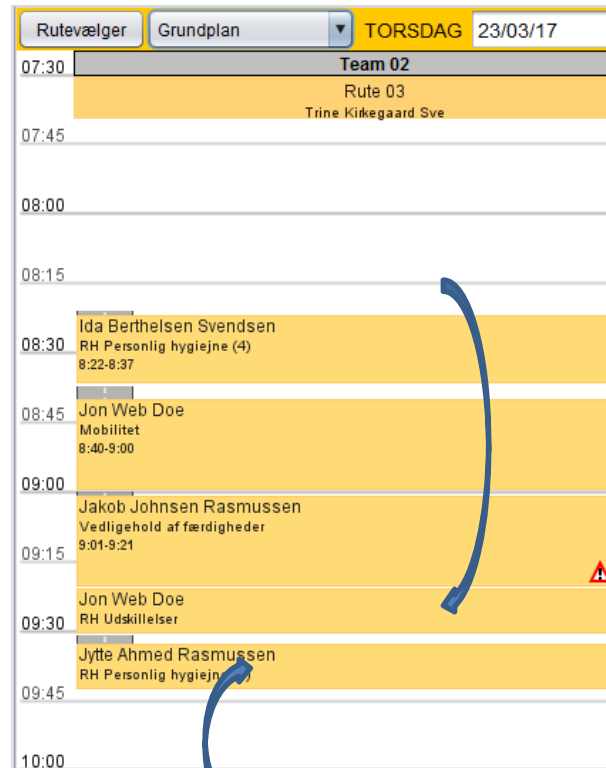 Rutevælger Grundplan TORSDAG 23/03/17
07:30 Team 02
Rute 03
Trine Kirkegaard Sve
07:45
08:00
08:15
Ida Berthelsen Svendsen
08:30 RH Personlig hygiejne (4)
8:22-8:37
08:45 Jon Web Doe
Mobilitet
8:40-9:00
09:00
Jakob Johnsen Rasmussen
Vedligehold af færdigheder
09:15 9:01-9:21
Jon Web Doe
09:30 RH Udskillelser
Jytte Ahmed Rasmussen
RH Personlig hygiejne
09:45
10:00